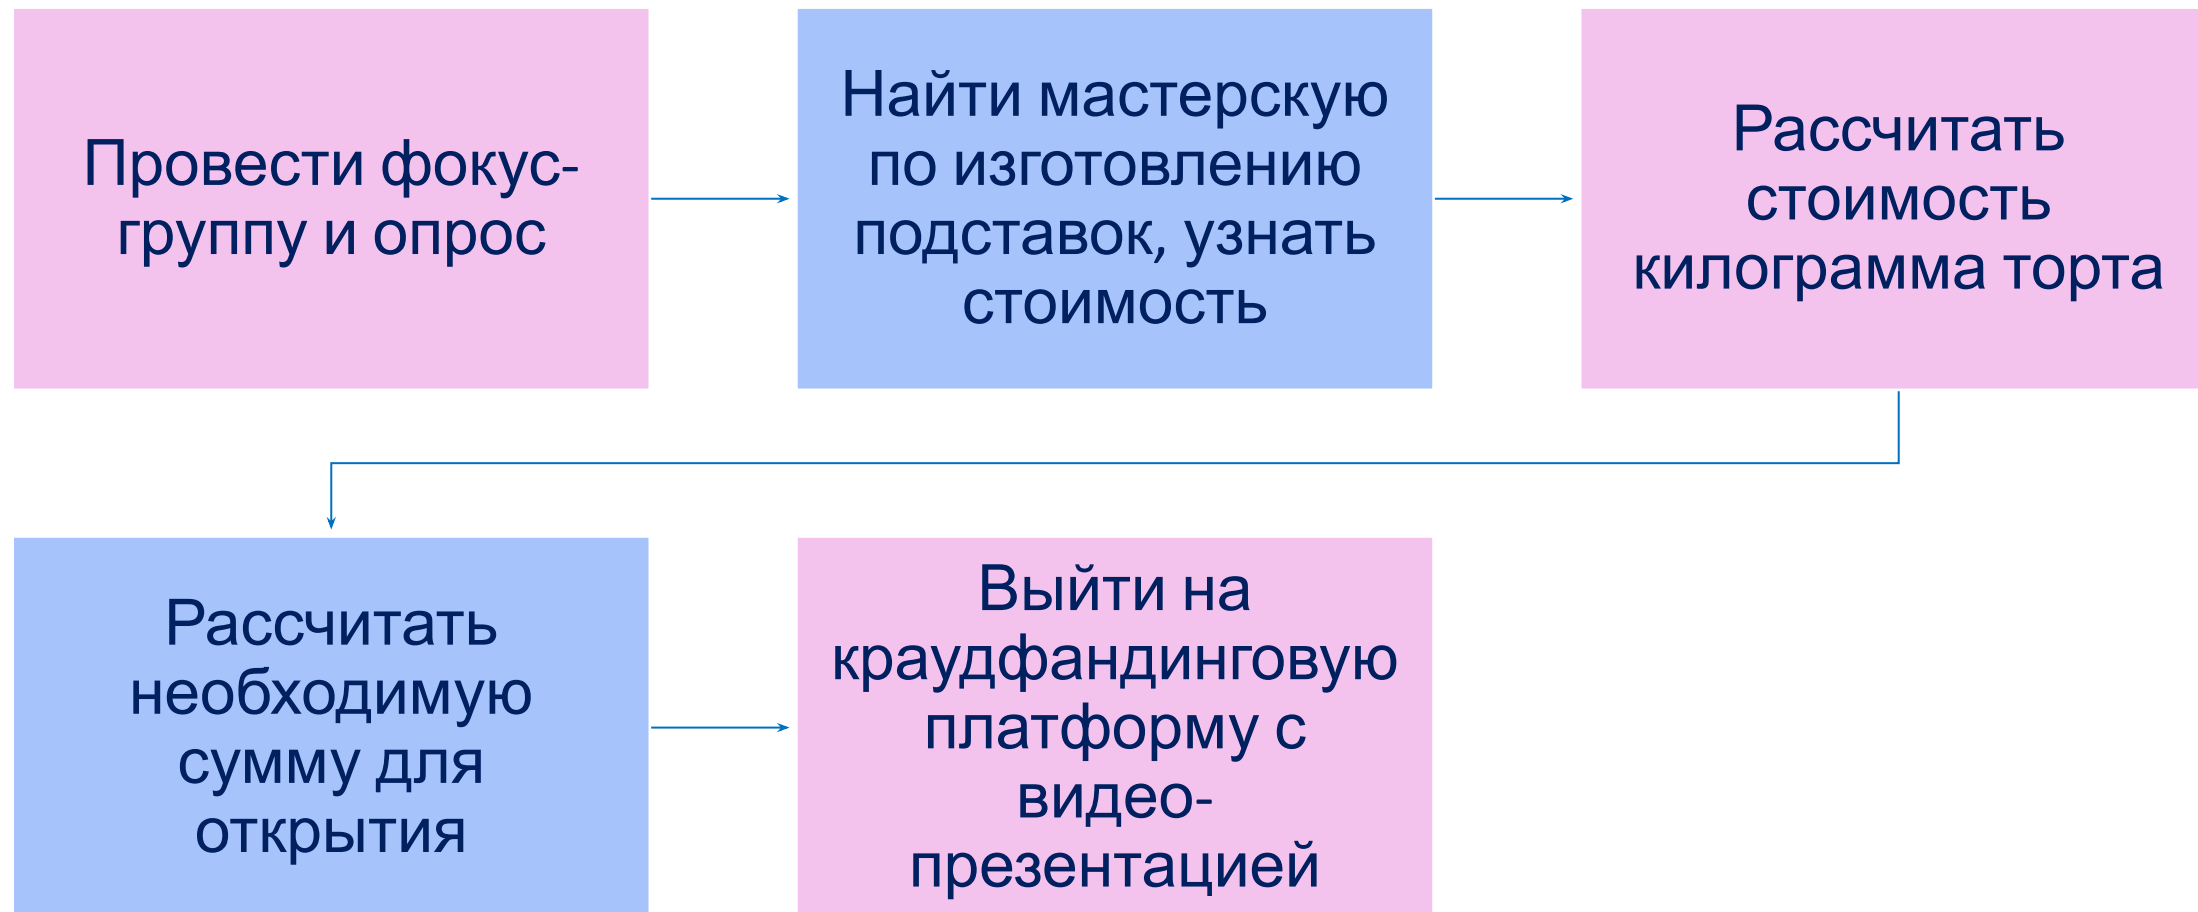 Провести фокус-
группу и опрос
Найти мастерскую
по изготовлению
подставок, узнать
стоимость
Рассчитать
стоимость
килограмма торта
Рассчитать
необходимую
сумму для
открытия
Выйти на
краудфандинговую
платформу с
видео-
презентацией